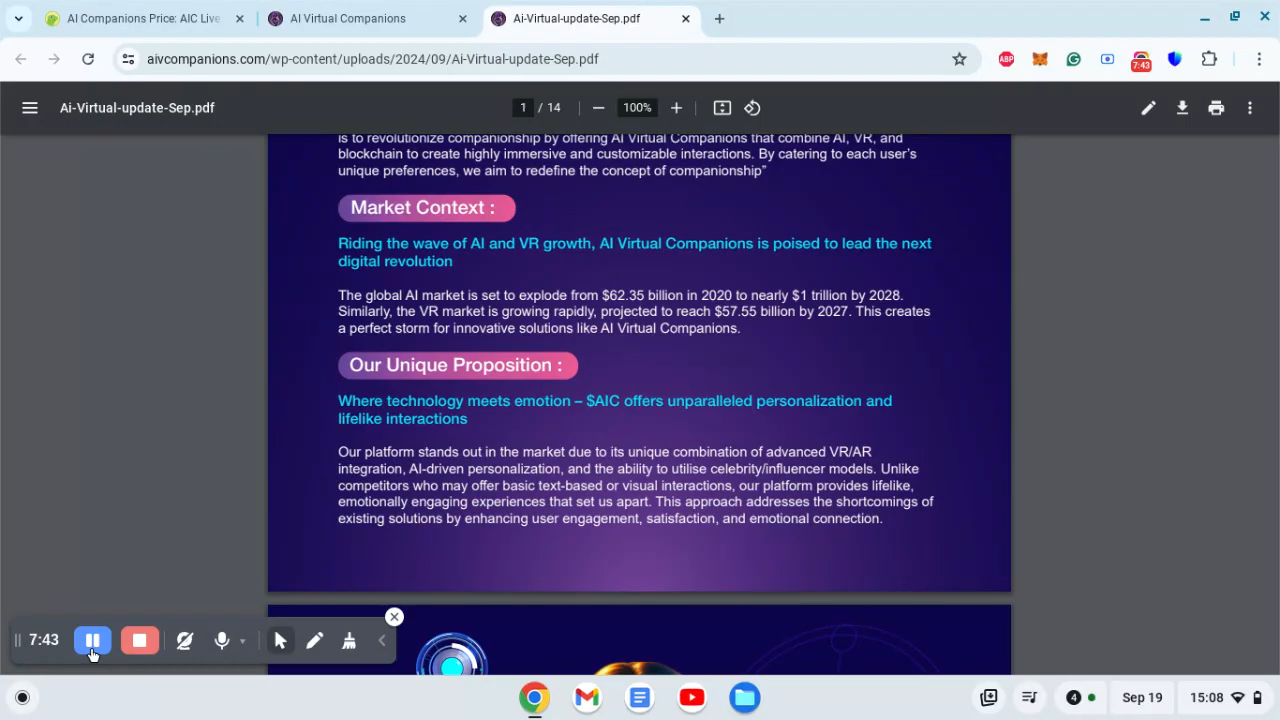 AI Companions Price: AIC Live
AI Virtual Companions
Ai-Virtual-update-Sep.pdf
aivcompanions.com/wp-content/uploads/2024/09/Ai-Virtual-update-Sep.pdf
ABP
7:43
Ai-Virtual-update-Sep.pdf
1 / 14
100%
is to revolutionize companionship by offering AI Virtual Companions that combine AI, VR, and
blockchain to create highly immersive and customizable interactions. By catering to each user's
unique preferences, we aim to redefine the concept of companionship"
Market Context :
Riding the wave of AI and VR growth, AI Virtual Companions is poised to lead the next
digital revolution
The global AI market is set to explode from $62.35 billion in 2020 to nearly $1 trillion by 2028.
Similarly, the VR market is growing rapidly, projected to reach $57.55 billion by 2027. This creates
a perfect storm for innovative solutions like AI Virtual Companions.
Our Unique Proposition :
Where technology meets emotion – $AIC offers unparalleled personalization and
lifelike interactions
Our platform stands out in the market due to its unique combination of advanced VR/AR
integration, AI-driven personalization, and the ability to utilise celebrity/influencer models. Unlike
competitors who may offer basic text-based or visual interactions, our platform provides lifelike,
emotionally engaging experiences that set us apart. This approach addresses the shortcomings of
existing solutions by enhancing user engagement, satisfaction, and emotional connection.
7:43
4
Sep 19
15:08